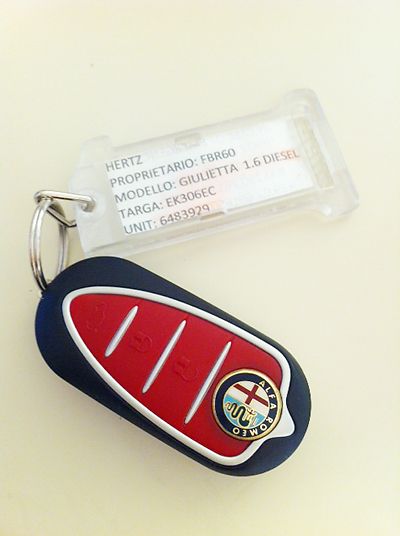 HERTZ
PROPRIETARIO: FBR60
MODELLO: GIULIETTA 1.6 DIESEL
TARGA: EK306EC
UNIT: 6483929
ALFA ROMEO